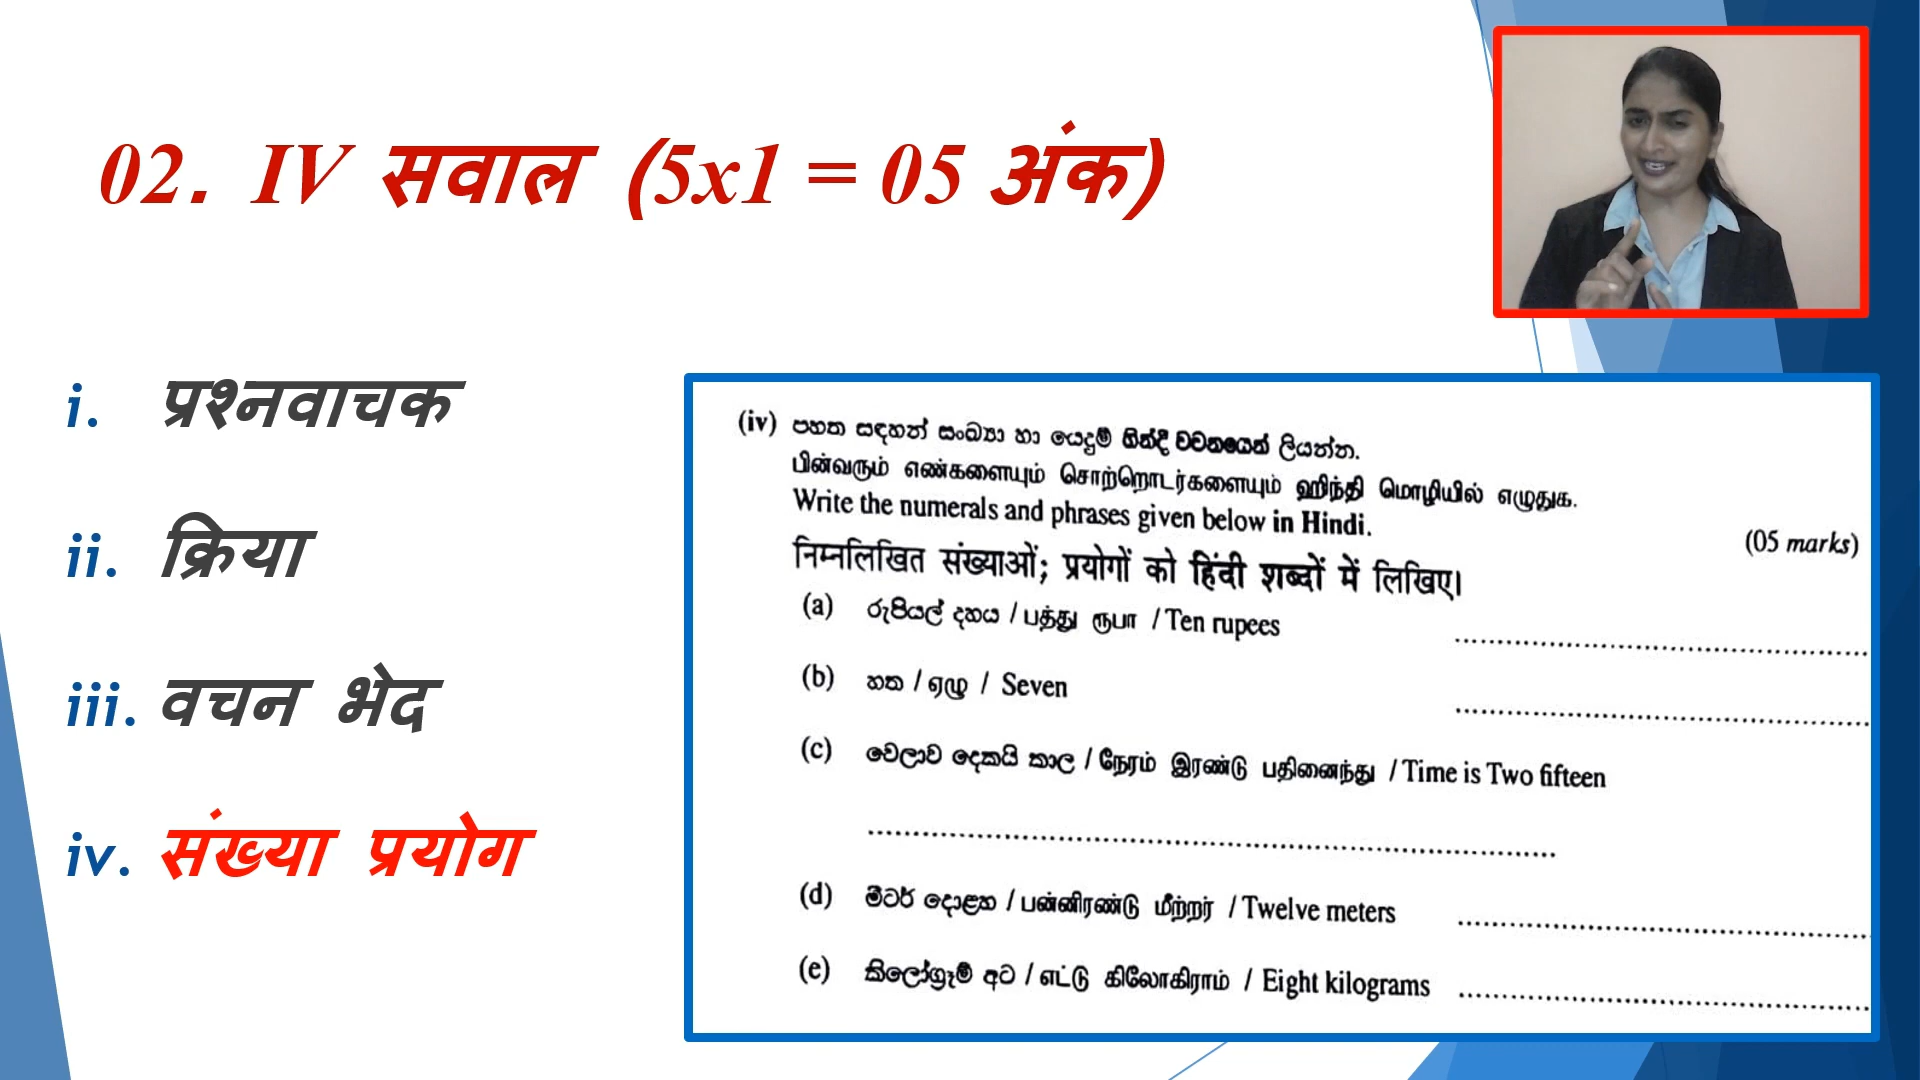 02. IV सवाल (5x1 = 05 अंक)
i. प्रश्नवाचक
ii. क्रिया
iii. वचन भेद
iv. संख्या प्रयोग
(iv) පහත සඳහන් සංඛ්‍යා හා යෙදුම් හින්දී වචනයෙන් ලියන්න.
பின்வரும் எண்களையும் சொற்றொடர்களையும் ஹிந்தி மொழியில் எழுதுக.
Write the numerals and phrases given below in Hindi.
(05 marks)
निम्नलिखित संख्याओं; प्रयोगों को हिंदी शब्दों में लिखिए।
(a) රුපියල් දහය / பத்து ரூபா / Ten rupees ........................
(b) හත / ஏழு / Seven ........................
(c) වෙලාව දෙකයි කාල / நேரம் இரண்டு பதினைந்து / Time is Two fifteen
........................
(d) මීටර් දොළහ / பன்னிரண்டு மீற்றர் / Twelve meters ........................
(e) කිලෝග්‍රෑම් අට / எட்டு கிலோகிராம் / Eight kilograms ........................